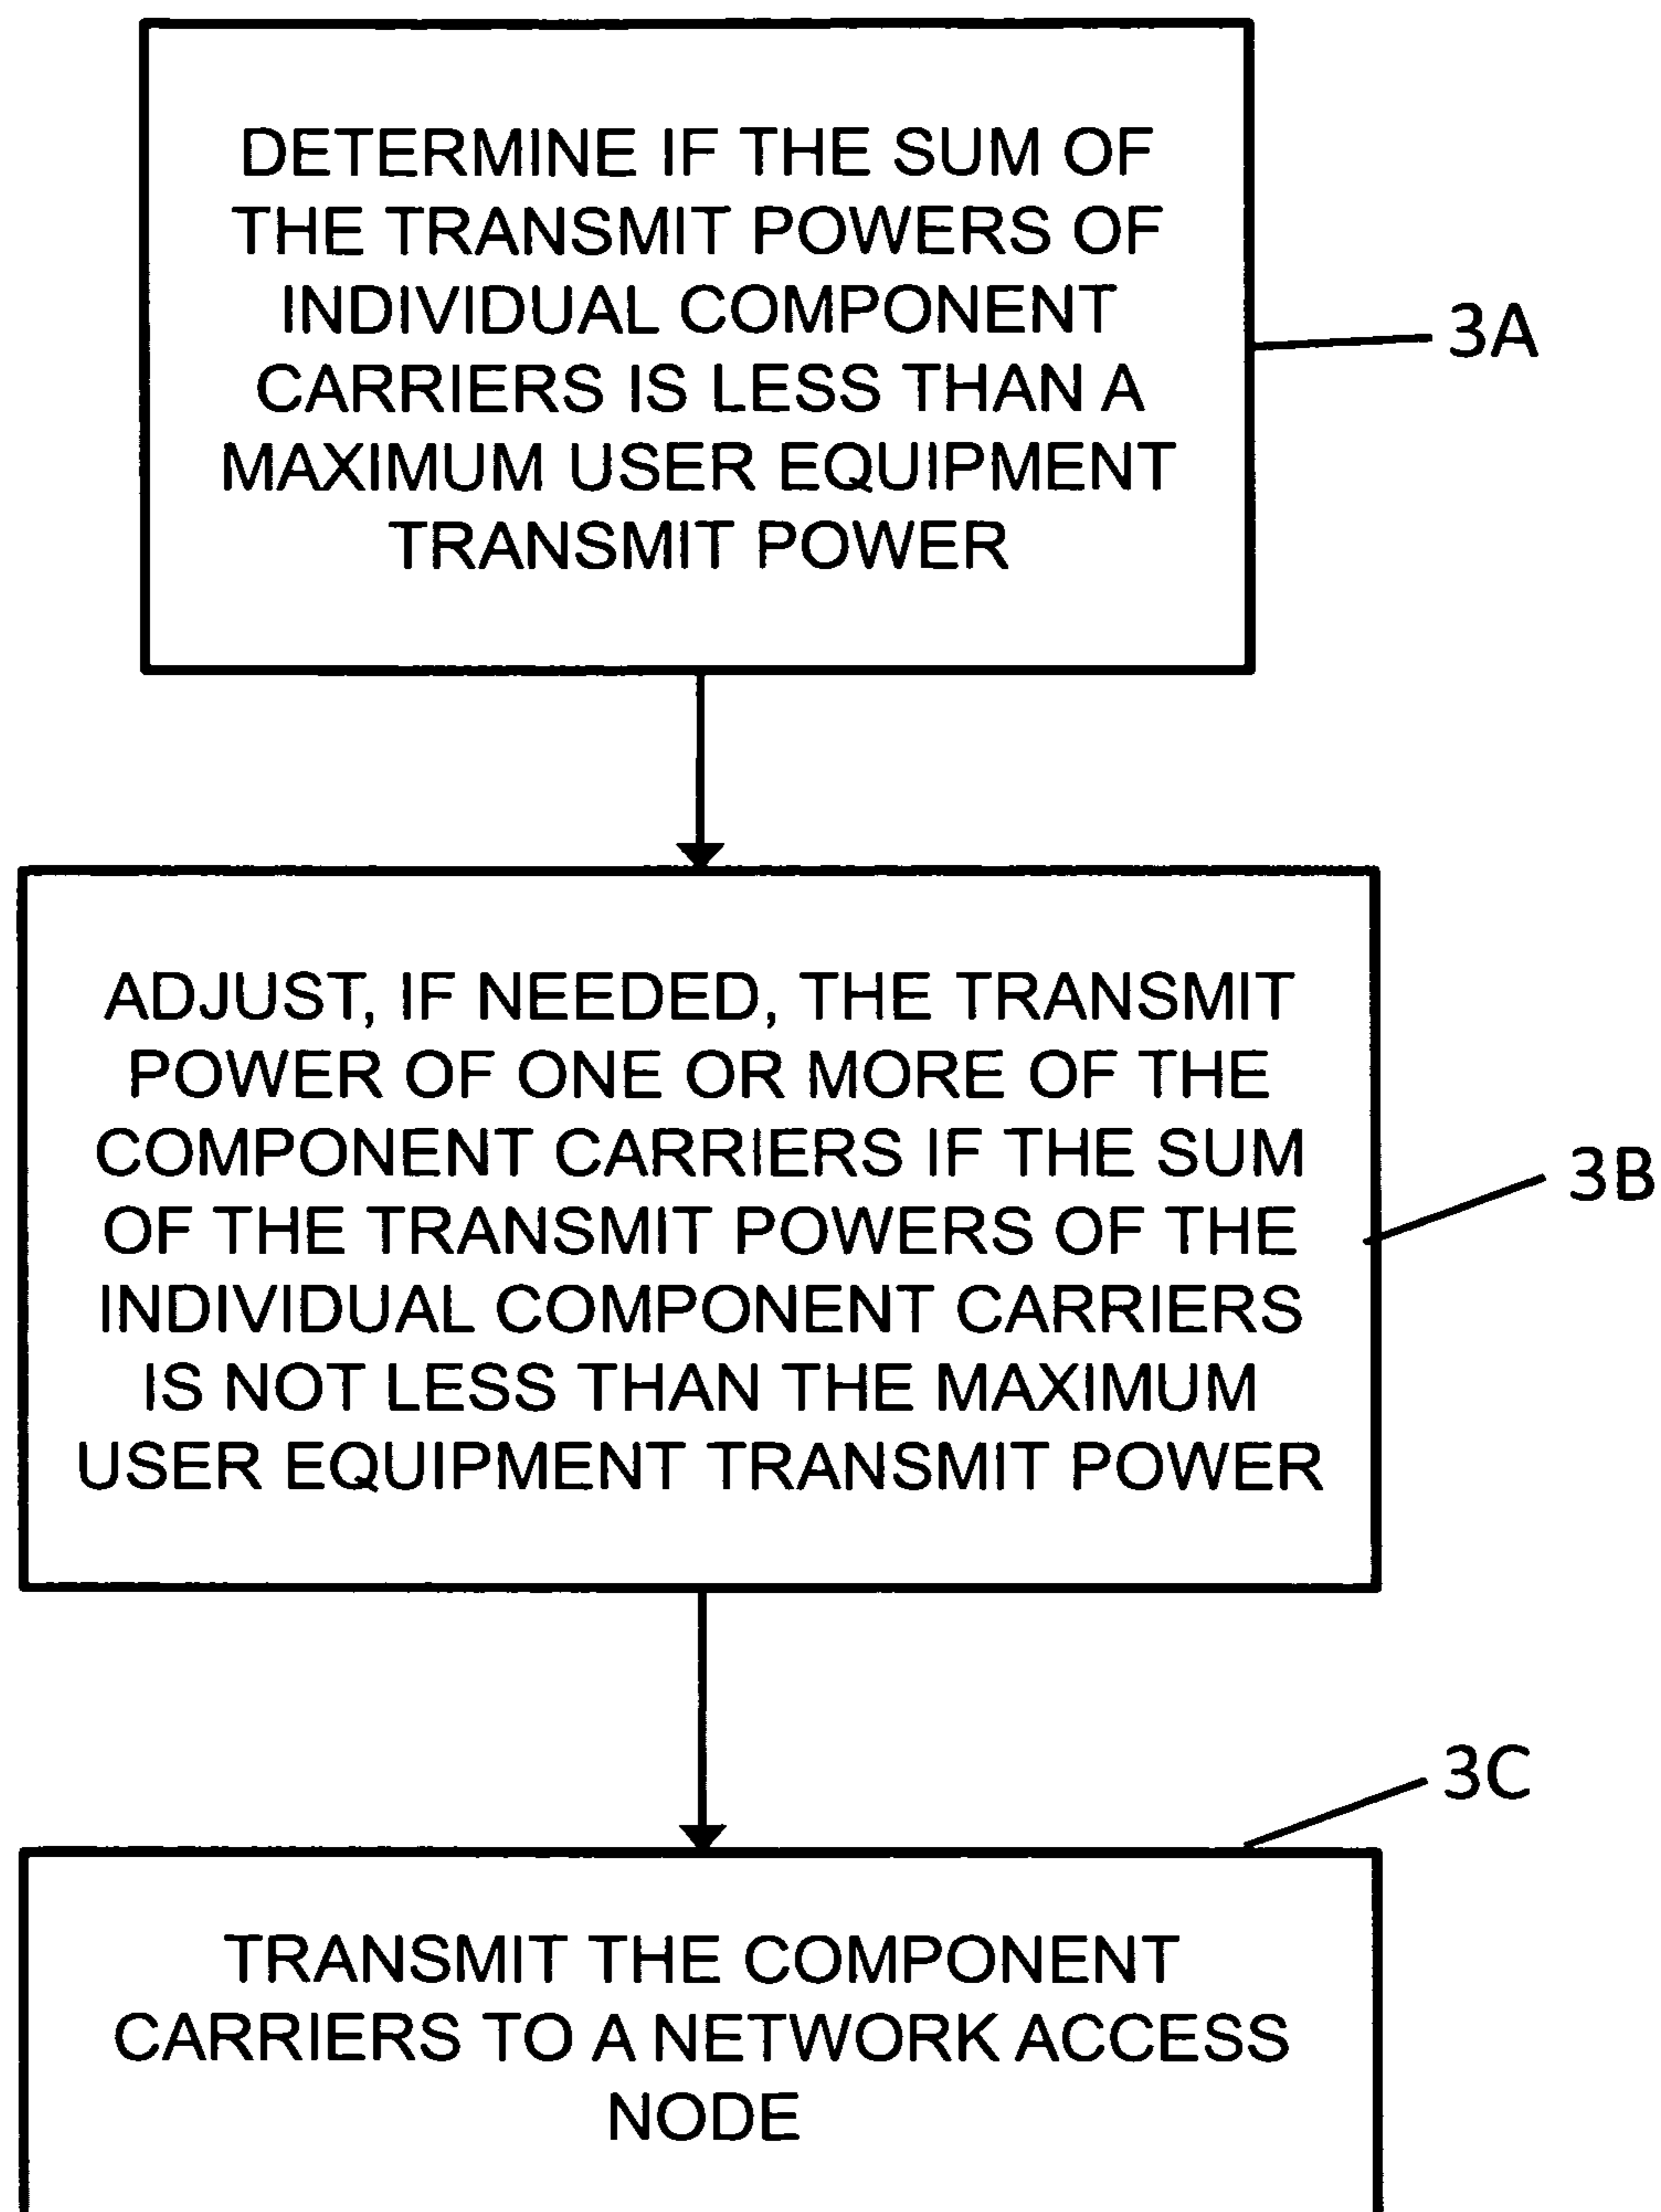 DETERMINE IF THE SUM OF
THE TRANSMIT POWERS OF
INDIVIDUAL COMPONENT
CARRIERS IS LESS THAN A
MAXIMUM USER EQUIPMENT
TRANSMIT POWER
3A
ADJUST, IF NEEDED, THE TRANSMIT
POWER OF ONE OR MORE OF THE
COMPONENT CARRIERS IF THE SUM
OF THE TRANSMIT POWERS OF THE
INDIVIDUAL COMPONENT CARRIERS
IS NOT LESS THAN THE MAXIMUM
USER EQUIPMENT TRANSMIT POWER
3B
3C
TRANSMIT THE COMPONENT
CARRIERS TO A NETWORK ACCESS
NODE